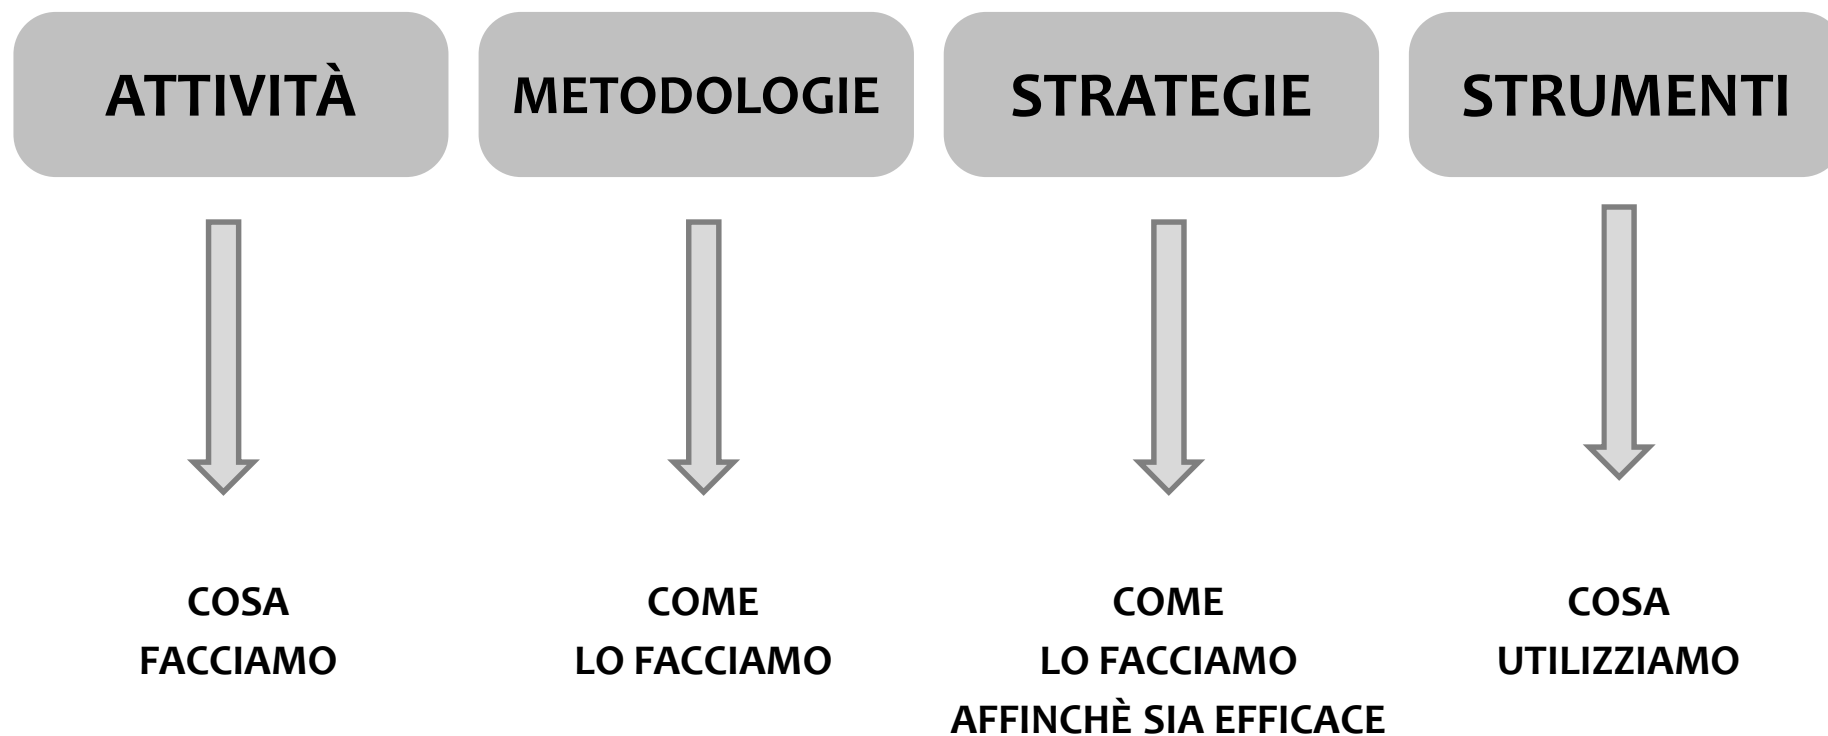 ATTIVITÀ
METODOLOGIE
STRATEGIE
STRUMENTI
COSA
FACCIAMO
COME
LO FACCIAMO
COME
LO FACCIAMO
AFFINCHÈ SIA EFFICACE
COSA
UTILIZZIAMO